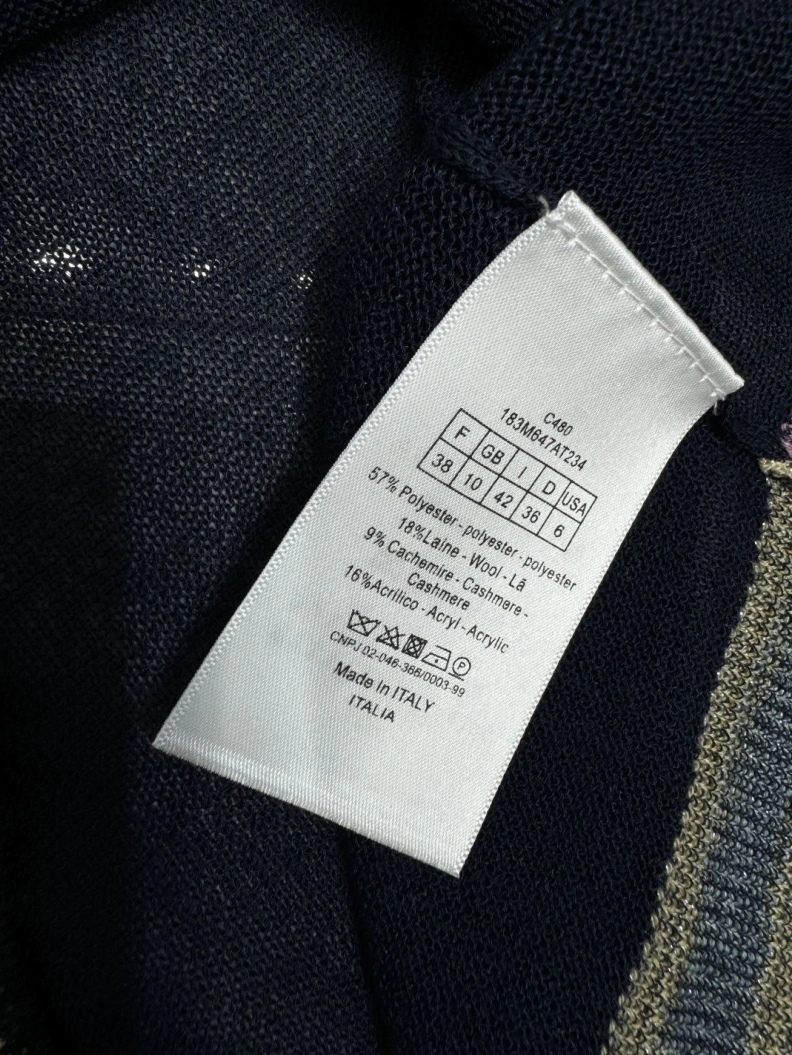 C480
183M647AT234
F GB I D USA
38 10 42 36 6
57% Polyester - polyester - polyester
18%Laine - Wool - Lã
9% Cachemire - Cashmere -
Cashmere
16%Acrilico - Acryl - Acrylic
P
CNPJ 02-046-366/0003-99
Made in ITALY
ITALIA